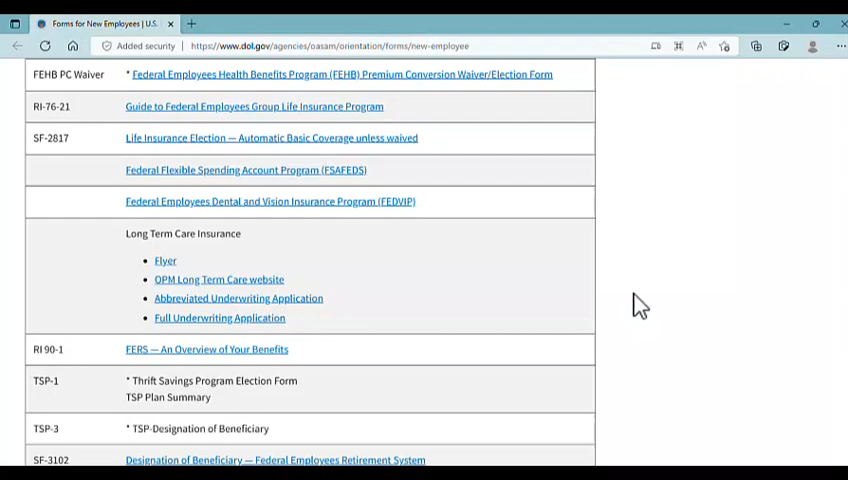 Forms for New Employees | U.S.
Added security
https://www.dol.gov/agencies/oasam/orientation/forms/new-employee
FEHB PC Waiver * Federal Employees Health Benefits Program (FEHB) Premium Conversion Waiver/Election Form
RI-76-21 Guide to Federal Employees Group Life Insurance Program
SF-2817 Life Insurance Election — Automatic Basic Coverage unless waived
Federal Flexible Spending Account Program (FSAFEDS)
Federal Employees Dental and Vision Insurance Program (FEDVIP)
Long Term Care Insurance
• Flyer
• OPM Long Term Care website
• Abbreviated Underwriting Application
• Full Underwriting Application
RI 90-1 FERS — An Overview of Your Benefits
TSP-1 * Thrift Savings Program Election Form
TSP Plan Summary
TSP-3 * TSP-Designation of Beneficiary
SF-3102 Designation of Beneficiary — Federal Employees Retirement System